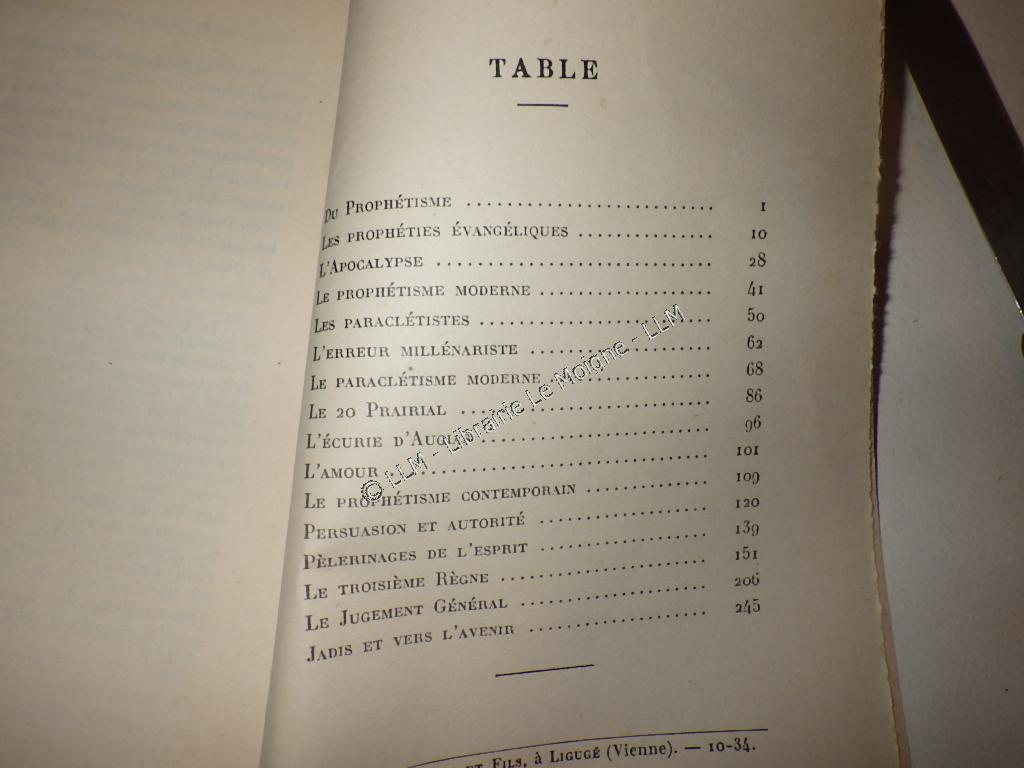 TABLE
DU PROPHÉTISME .......................... 1
LES PROPHÉTIES ÉVANGÉLIQUES .............. 10
L'APOCALYPSE ............................. 28
LE PROPHÉTISME MODERNE .................. 41
LES PARACLÉTISTES ........................ 50
L'ERREUR MILLÉNARISTE ................... 62
LE PARACLÉTISME MODERNE ................. 68
LE 20 PRAIRIAL .......................... 86
L'ÉCURIE D'AUGIAS ....................... 96
L'AMOUR ................................. 101
LE PROPHÉTISME CONTEMPORAIN ............. 109
PERSUASION ET AUTORITÉ .................. 120
PÈLERINAGES DE L'ESPRIT ................. 139
LE TROISIÈME RÈGNE ...................... 151
LE JUGEMENT GÉNÉRAL ..................... 206
JADIS ET VERS L'AVENIR .................. 245
© LLM - Librairie Le Moigne - LLM
ET FILS, à LIGUGÉ (Vienne). — 10-34.